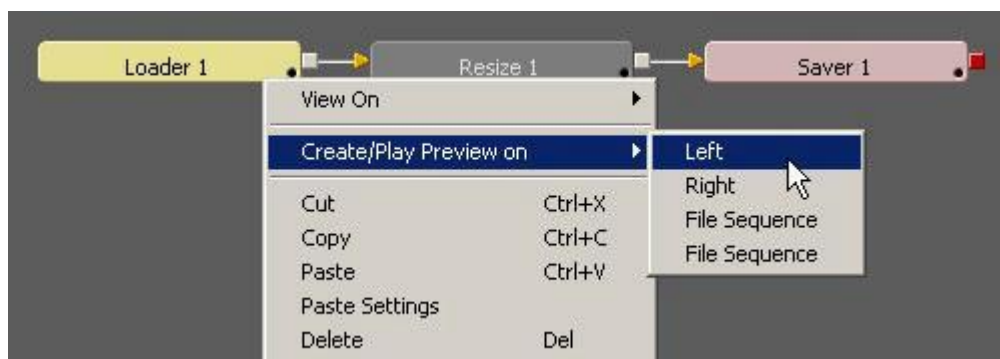 Loader 1
Resize 1
Saver 1
View On
Create/Play Preview on
Left
Right
File Sequence
File Sequence
Cut Ctrl+X
Copy Ctrl+C
Paste Ctrl+V
Paste Settings
Delete Del